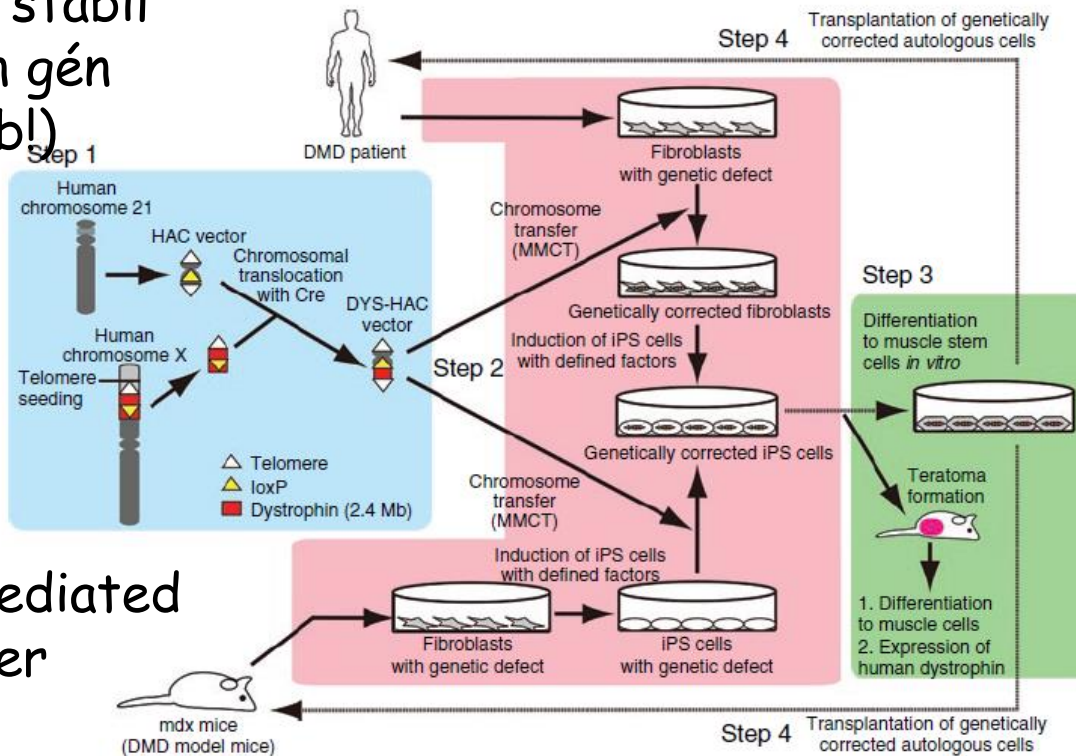 stabil
n gén
b!)
Step 4
Transplantation of genetically
corrected autologous cells
DMD patient
Fibroblasts
with genetic defect
Step 1
Human
chromosome 21
HAC vector
Chromosomal
translocation
with Cre
DYS-HAC
vector
Human
chromosome X
Telomere
seeding
Telomere
loxP
Dystrophin (2.4 Mb)
Chromosome
transfer
(MMCT)
Genetically corrected fibroblasts
Induction of iPS cells
with defined factors
Step 2
Genetically corrected iPS cells
Chromosome
transfer
(MMCT)
Induction of iPS cells
with defined factors
Fibroblasts
with genetic defect
iPS cells
with genetic defect
Step 3
Differentiation
to muscle stem
cells in vitro
Teratoma
formation
1. Differentiation
to muscle cells
2. Expression of
human dystrophin
ediated
er
mdx mice
(DMD model mice)
Step 4
Transplantation of genetically
corrected autologous cells